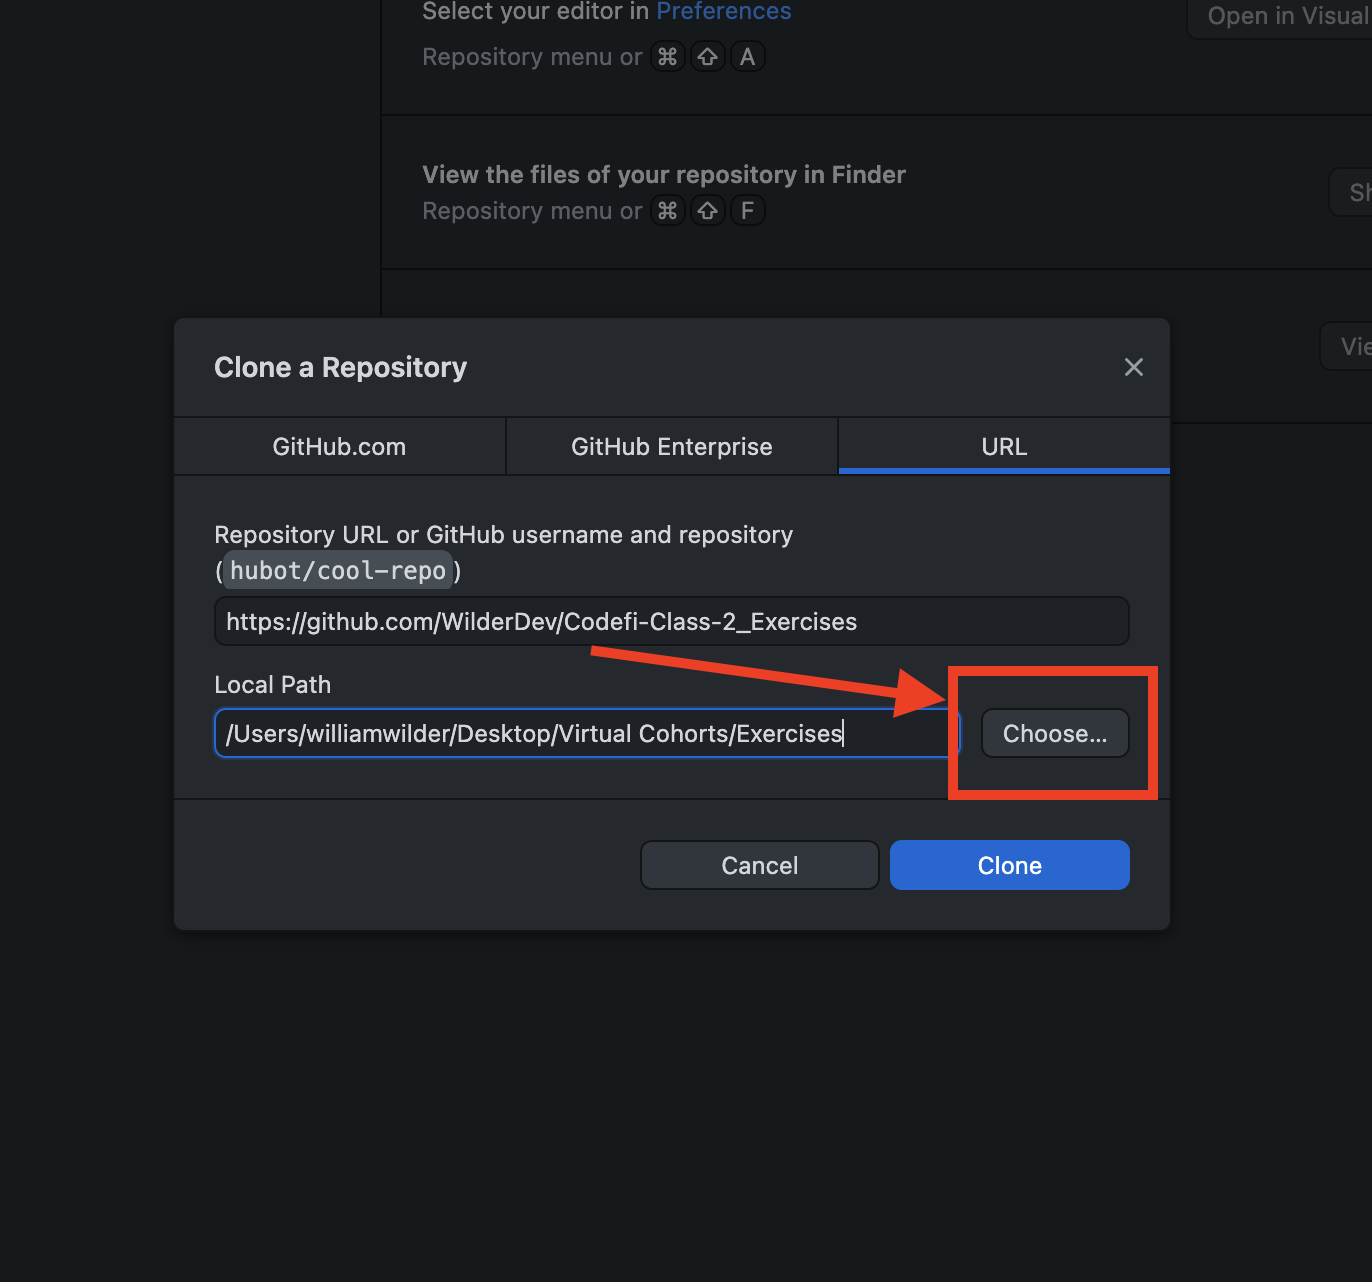 Select your editor in Preferences
Open in Visual
Repository menu or ⌘ ⇧ A
View the files of your repository in Finder
Repository menu or ⌘ ⇧ F
Sh
Vie
Clone a Repository
GitHub.com
GitHub Enterprise
URL
Repository URL or GitHub username and repository
(hubot/cool-repo)
https://github.com/WilderDev/Codefi-Class-2_Exercises
Local Path
/Users/williamwilder/Desktop/Virtual Cohorts/Exercises
Choose...
Cancel
Clone